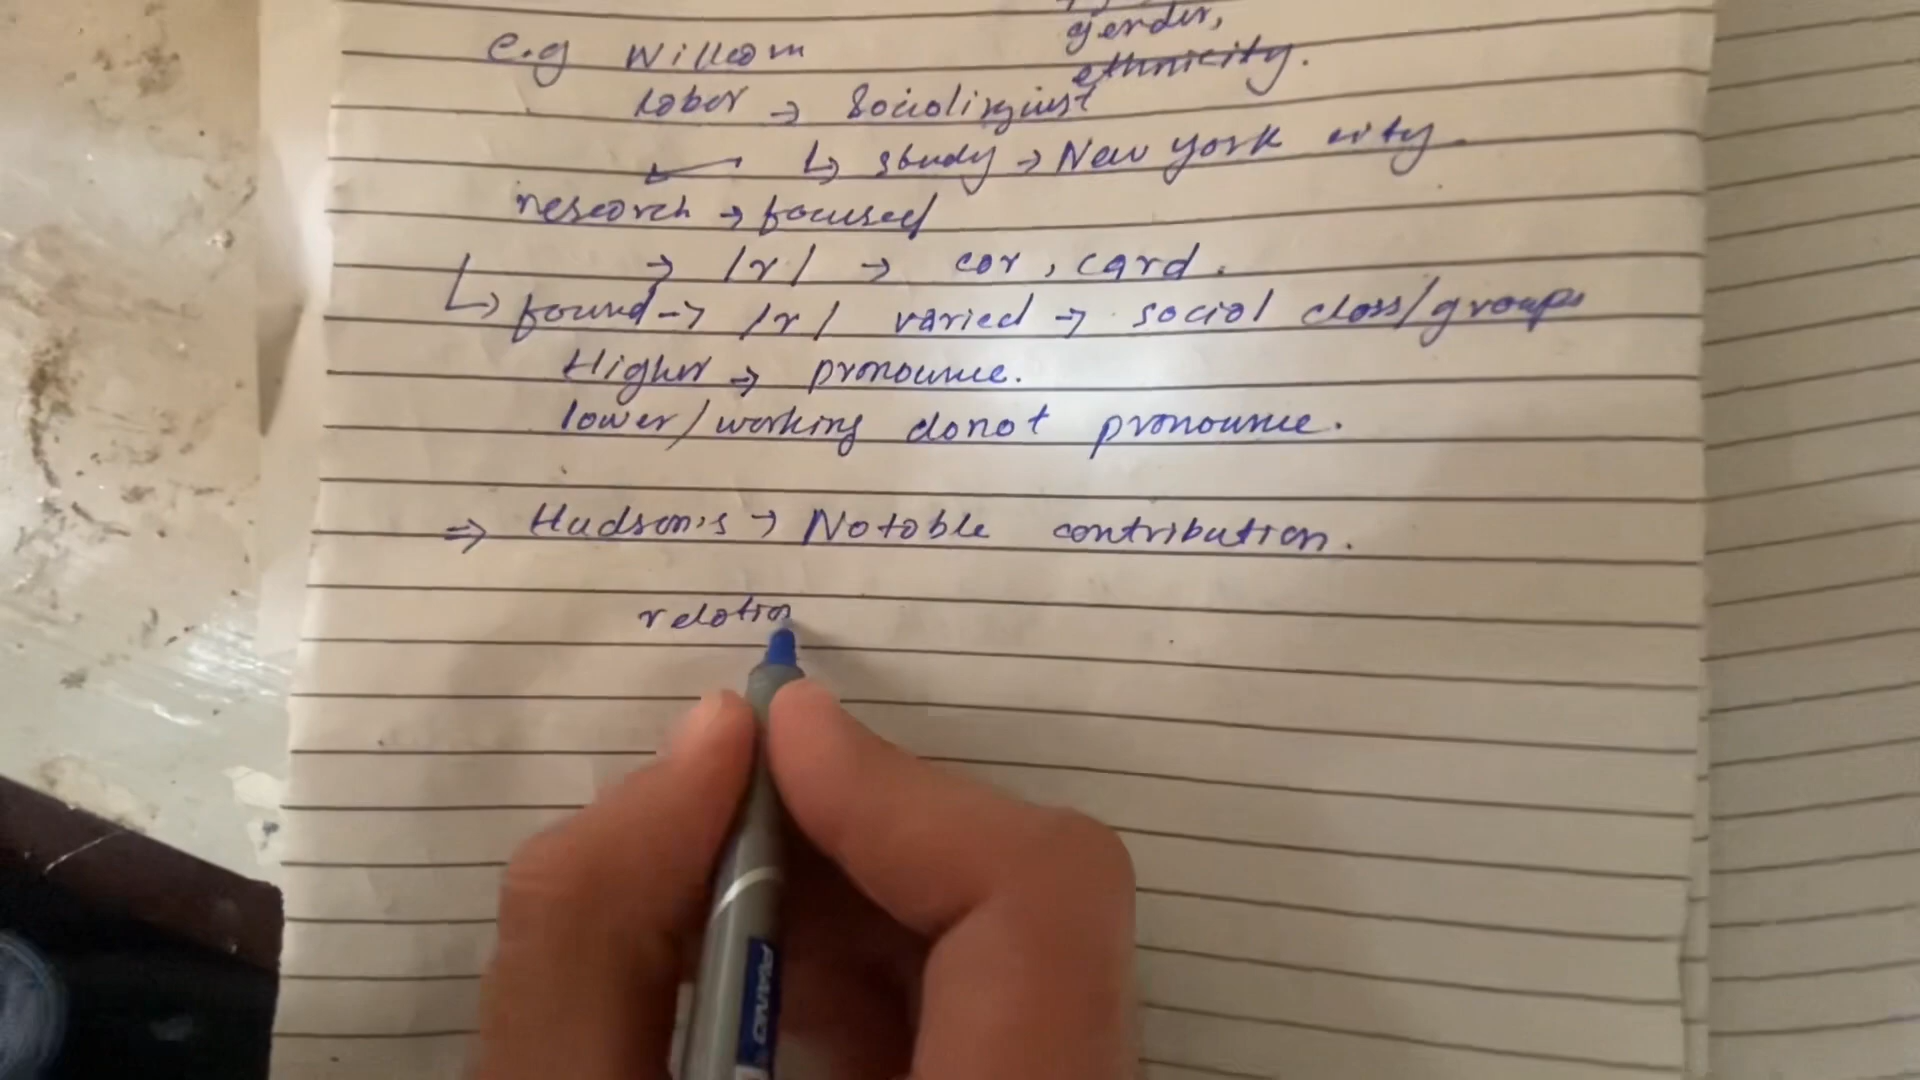 gender,
e.g William
ethnicity.
Labov → Sociolinguist
↳ study → New york city.
research → focused
→ /r/ → car, card.
↳ found → /r/ varied → social class/groups
Higher → pronounce.
lower/working donot pronounce.
⇒ Hudson's → Notable contribution.
relation
PIANO